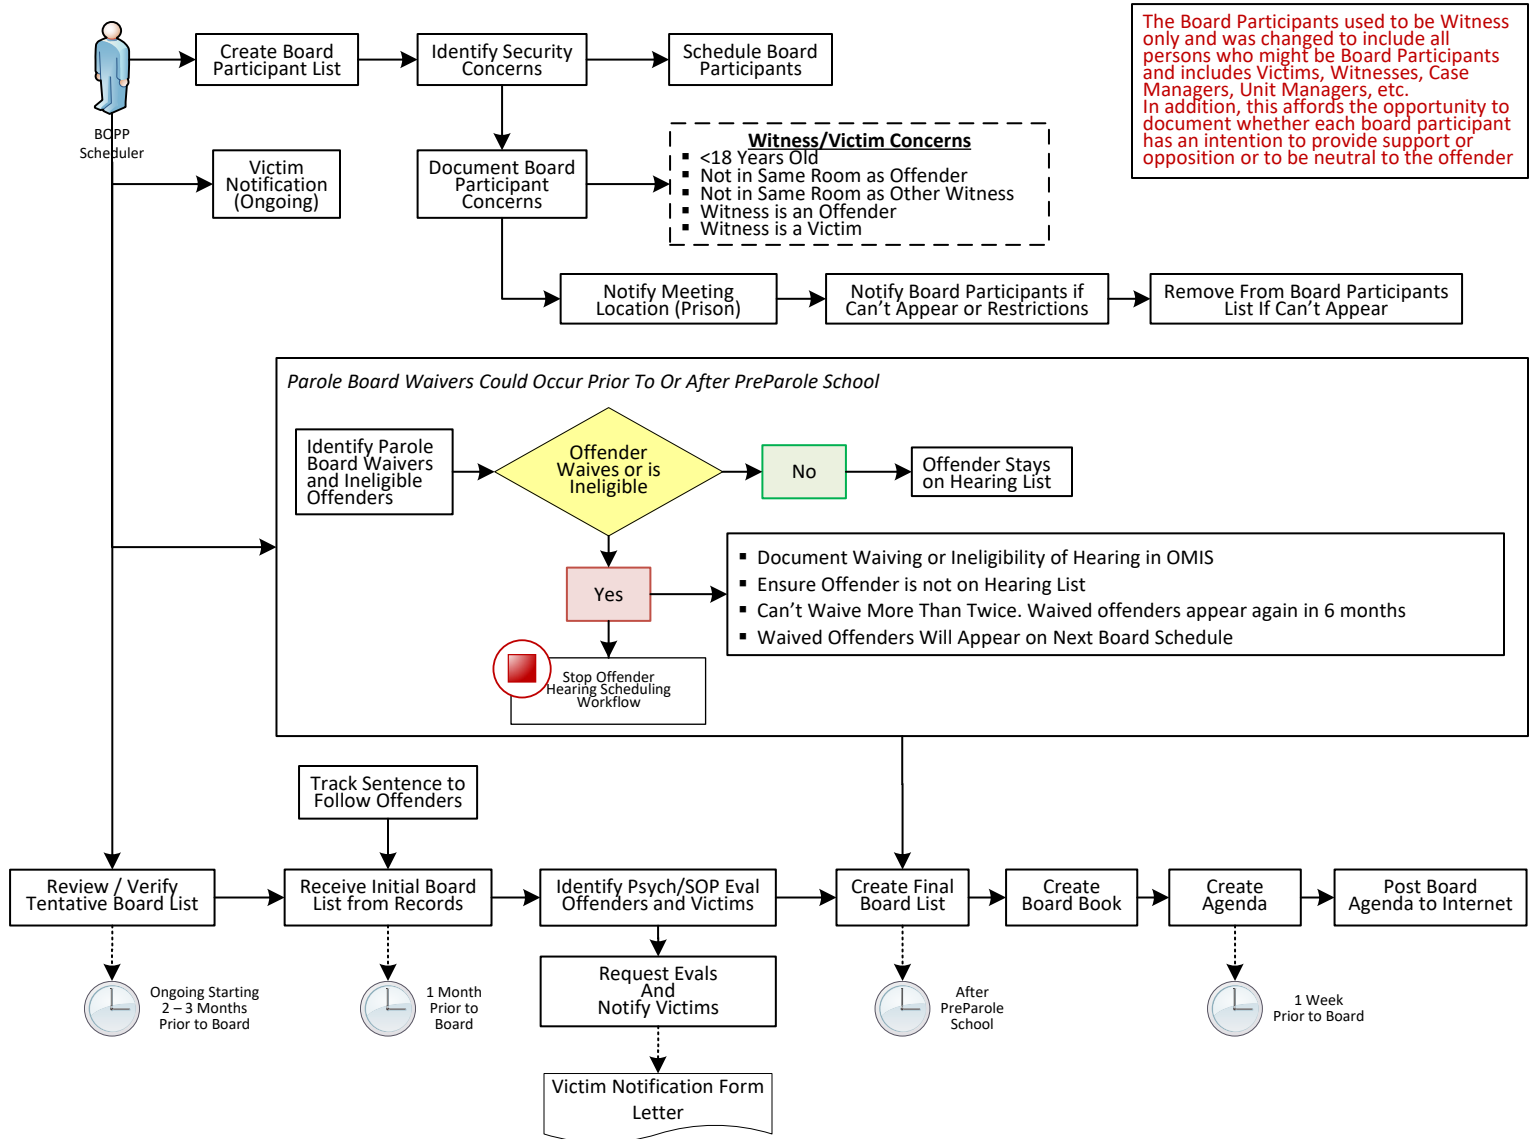 BOPP
Scheduler
Create Board
Participant List
Identify Security
Concerns
Schedule Board
Participants
The Board Participants used to be Witness
only and was changed to include all
persons who might be Board Participants
and includes Victims, Witnesses, Case
Managers, Unit Managers, etc.
In addition, this affords the opportunity to
document whether each board participant
has an intention to provide support or
opposition or to be neutral to the offender
Victim
Notification
(Ongoing)
Document Board
Participant
Concerns
Witness/Victim Concerns
▪ <18 Years Old
▪ Not in Same Room as Offender
▪ Not in Same Room as Other Witness
▪ Witness is an Offender
▪ Witness is a Victim
Notify Meeting
Location (Prison)
Notify Board Participants if
Can't Appear or Restrictions
Remove From Board Participants
List If Can't Appear
Parole Board Waivers Could Occur Prior To Or After PreParole School
Identify Parole
Board Waivers
and Ineligible
Offenders
Offender
Waives or is
Ineligible
No
Offender Stays
on Hearing List
Yes
▪ Document Waiving or Ineligibility of Hearing in OMIS
▪ Ensure Offender is not on Hearing List
▪ Can't Waive More Than Twice. Waived offenders appear again in 6 months
▪ Waived Offenders Will Appear on Next Board Schedule
Stop Offender
Hearing Scheduling
Workflow
Track Sentence to
Follow Offenders
Review / Verify
Tentative Board List
Receive Initial Board
List from Records
Identify Psych/SOP Eval
Offenders and Victims
Create Final
Board List
Create
Board Book
Create
Agenda
Post Board
Agenda to Internet
Ongoing Starting
2 – 3 Months
Prior to Board
1 Month
Prior to
Board
Request Evals
And
Notify Victims
After
PreParole
School
1 Week
Prior to Board
Victim Notification Form
Letter